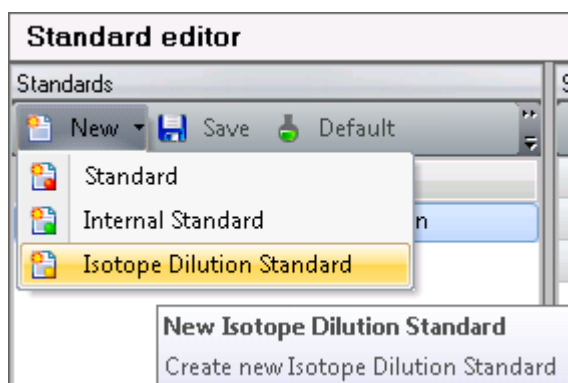 Standard editor
Standards
New Save Default
Standard
Internal Standard
n
Isotope Dilution Standard
New Isotope Dilution Standard
Create new Isotope Dilution Standard